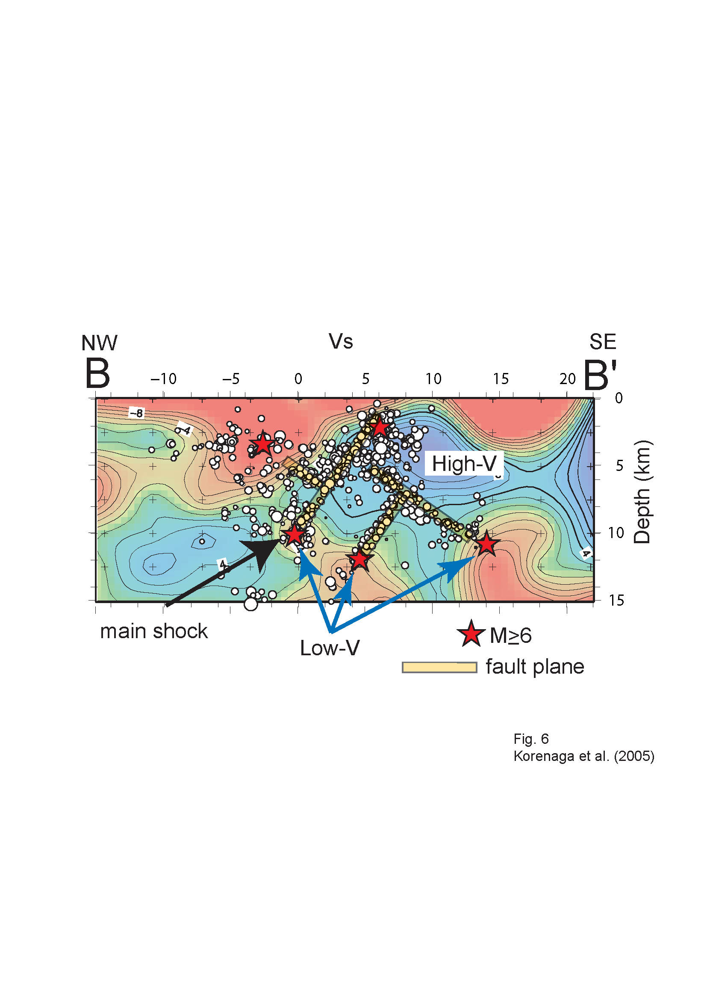 NW Vs SE
B B'
−10 −5 0 5 10 15 20
0
−8
−4
High-V
5
Depth (km)
10
4
4
15
main shock
Low-V
M≥6
fault plane
Fig. 6
Korenaga et al. (2005)